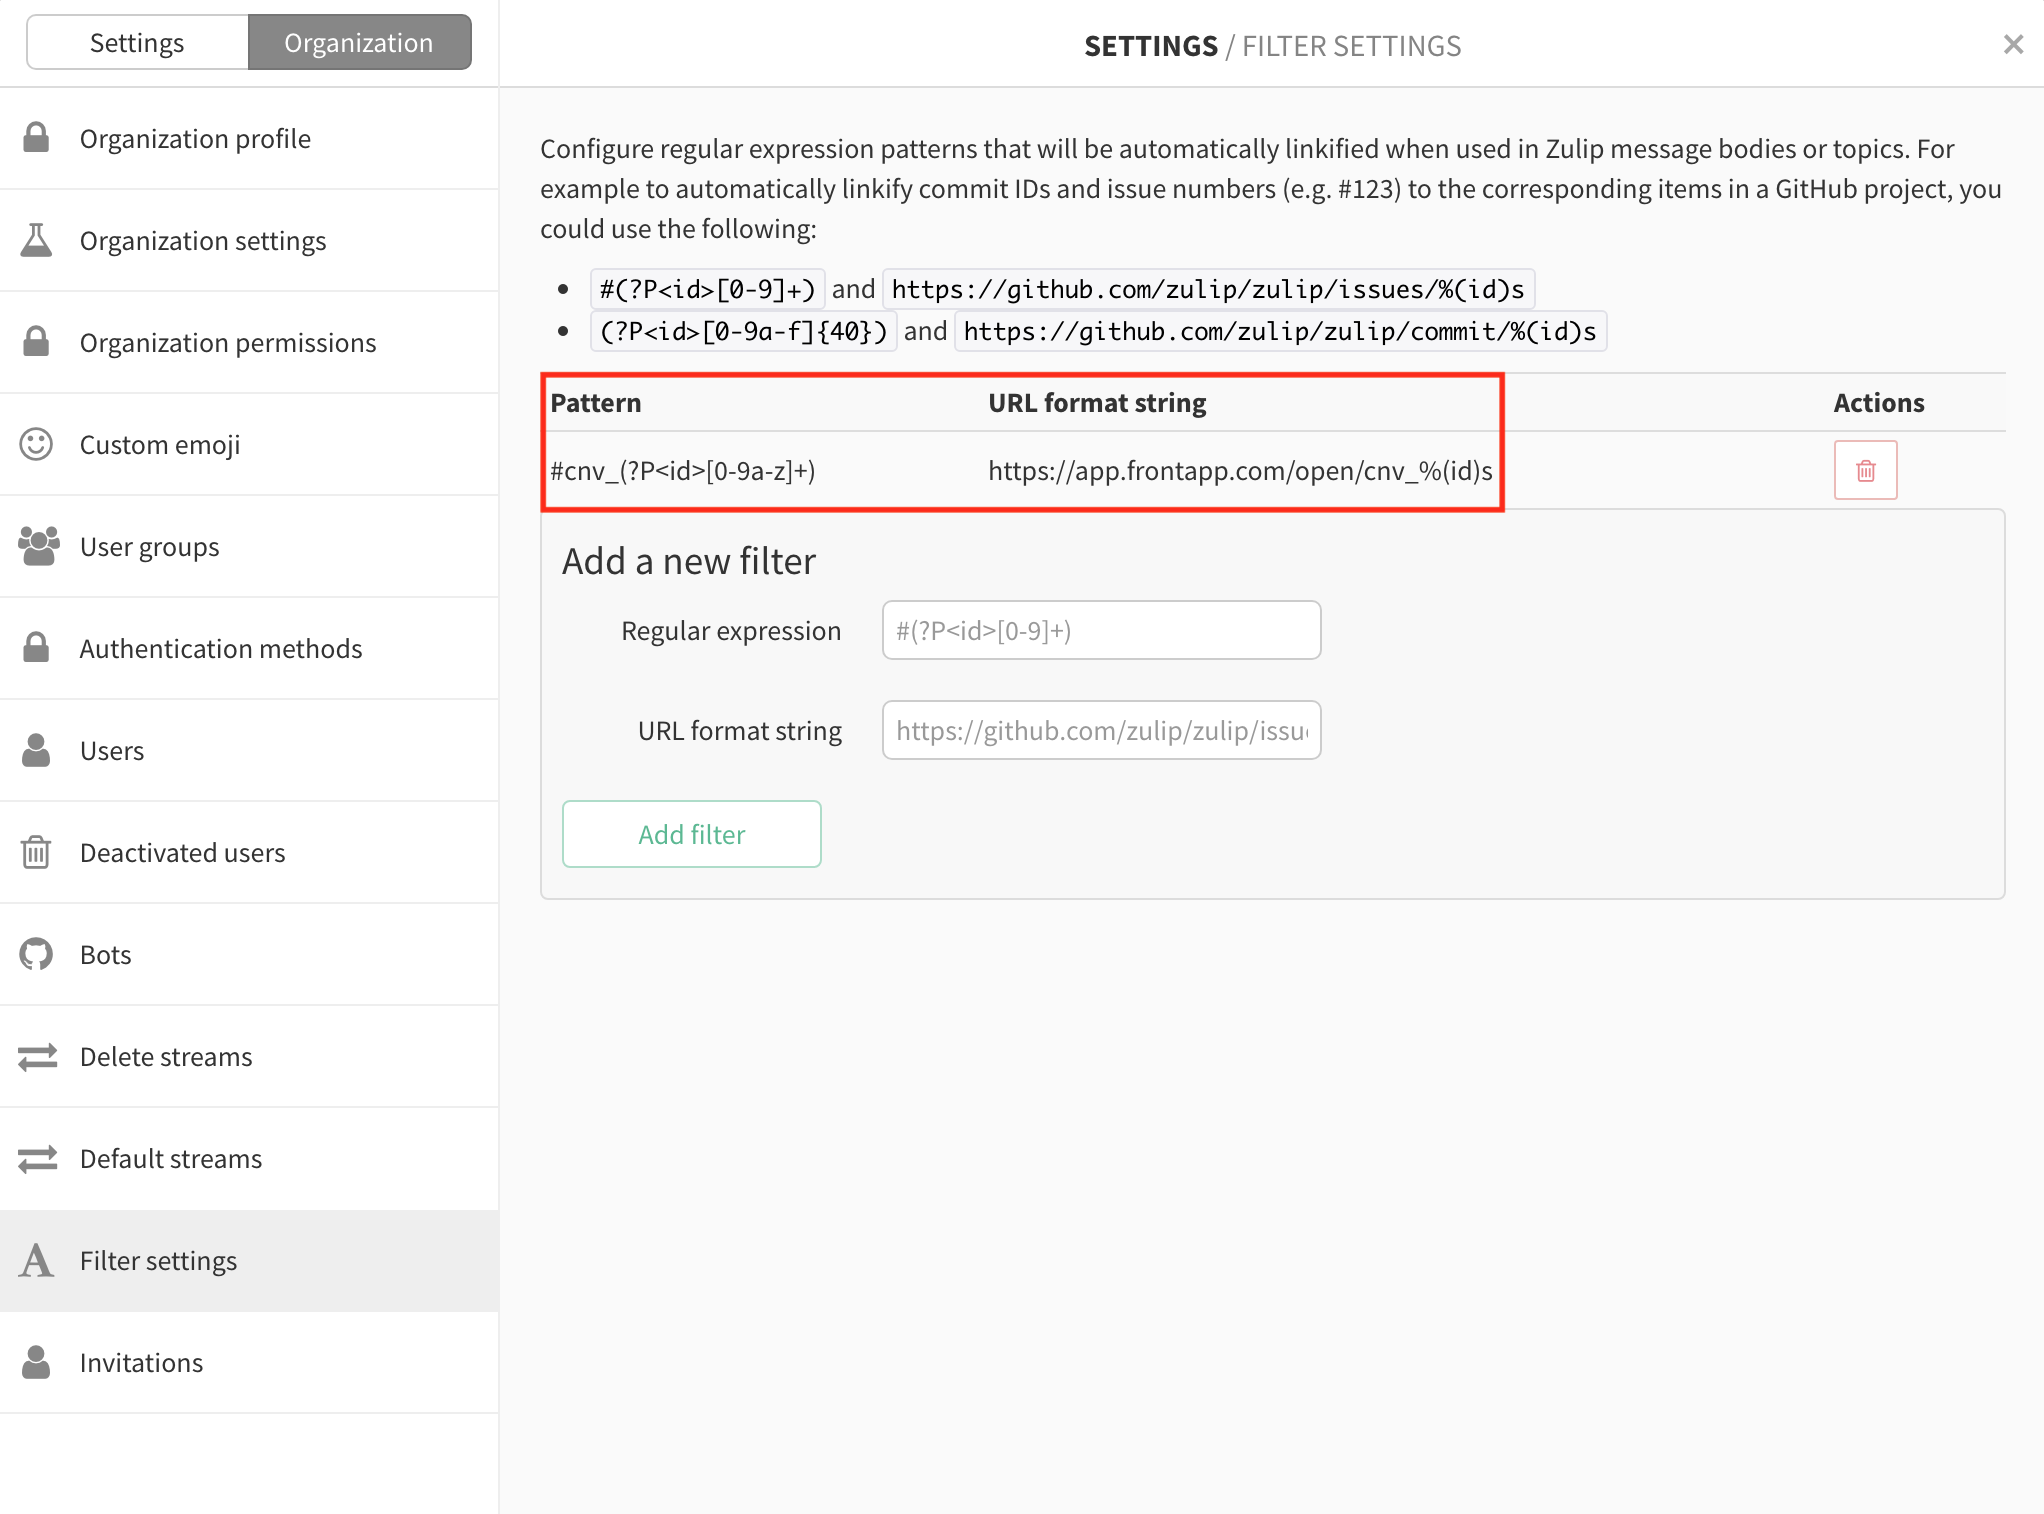 Settings
Organization
Organization profile
Organization settings
Organization permissions
Custom emoji
User groups
Authentication methods
Users
Deactivated users
Bots
Delete streams
Default streams
Filter settings
Invitations
SETTINGS / FILTER SETTINGS
Configure regular expression patterns that will be automatically linkified when used in Zulip message bodies or topics. For
example to automatically linkify commit IDs and issue numbers (e.g. #123) to the corresponding items in a GitHub project, you
could use the following:
#(?P<id>[0-9]+) and https://github.com/zulip/zulip/issues/%(id)s
(?P<id>[0-9a-f]{40}) and https://github.com/zulip/zulip/commit/%(id)s
Pattern URL format string Actions
#cnv_(?P<id>[0-9a-z]+) https://app.frontapp.com/open/cnv_%(id)s
Add a new filter
Regular expression #(?P<id>[0-9]+)
URL format string https://github.com/zulip/zulip/issu
Add filter